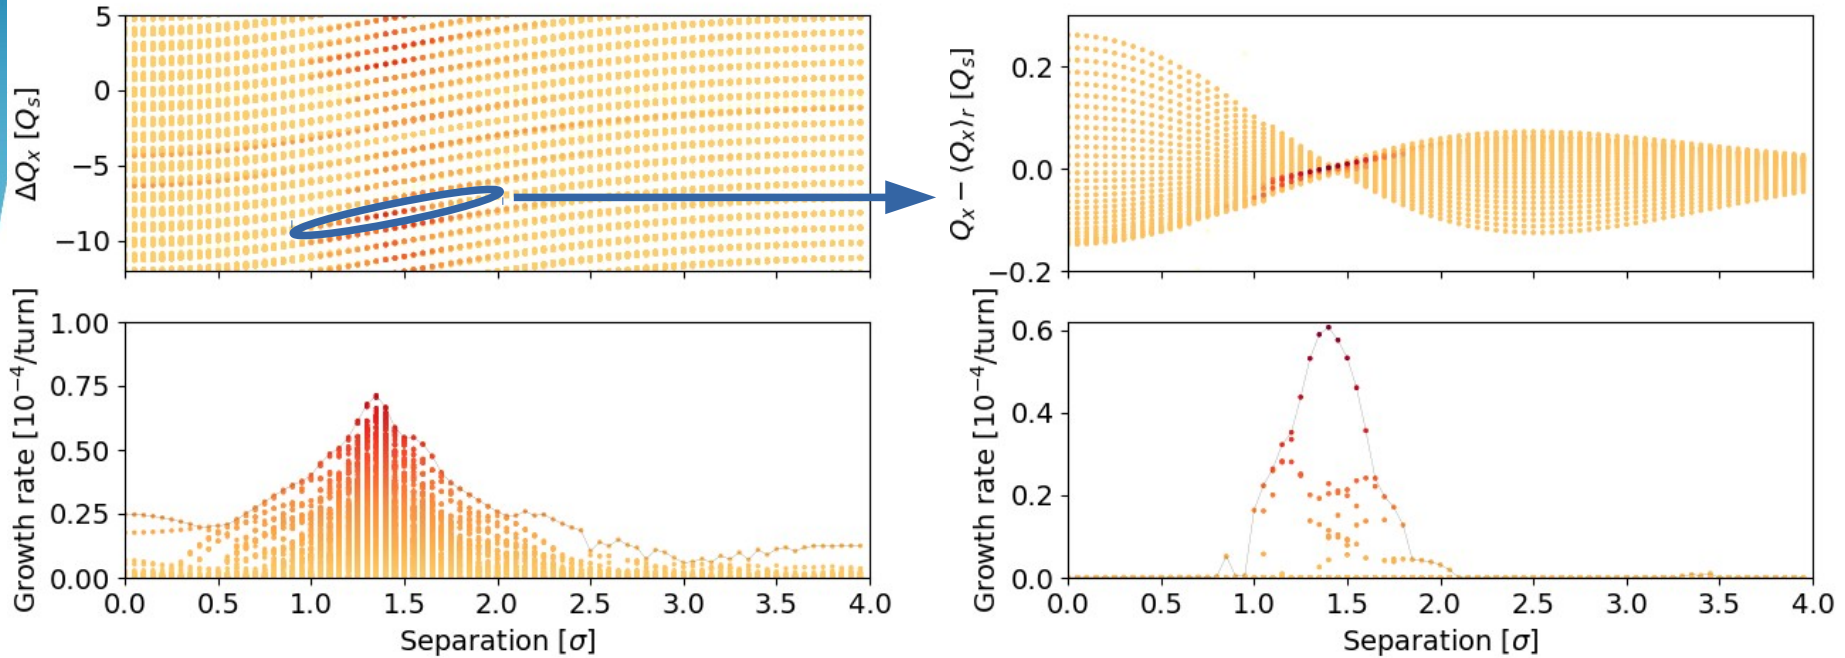 5
0
−5
−10
ΔQx [Qs]
0.2
0.0
−0.2
Qx − ⟨Qx⟩r [Qs]
1.00
0.75
0.50
0.25
0.00
Growth rate [10−4/turn]
0.0 0.5 1.0 1.5 2.0 2.5 3.0 3.5 4.0
Separation [σ]
0.6
0.4
0.2
0.0
Growth rate [10−4/turn]
0.0 0.5 1.0 1.5 2.0 2.5 3.0 3.5 4.0
Separation [σ]